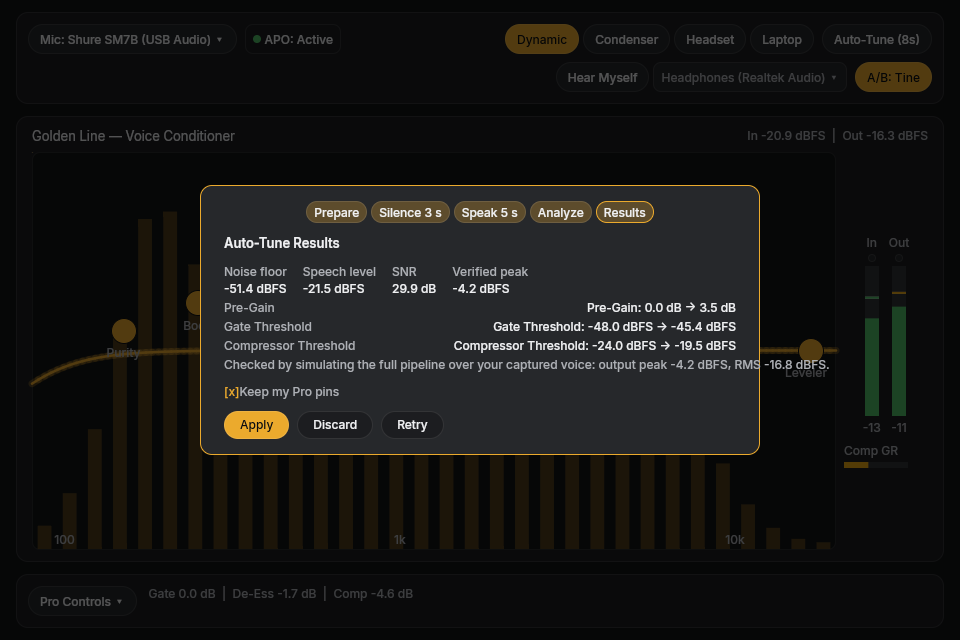 Mic: Shure SM7B (USB Audio) ▾
APO: Active
Dynamic
Condenser
Headset
Laptop
Auto-Tune (8s)
Hear Myself
Headphones (Realtek Audio) ▾
A/B: Tine
Golden Line — Voice Conditioner
In -20.9 dBFS | Out -16.3 dBFS
Prepare
Silence 3 s
Speak 5 s
Analyze
Results
Auto-Tune Results
Noise floor
Speech level
SNR
Verified peak
-51.4 dBFS
-21.5 dBFS
29.9 dB
-4.2 dBFS
Pre-Gain
Pre-Gain: 0.0 dB → 3.5 dB
Gate Threshold
Gate Threshold: -48.0 dBFS → -45.4 dBFS
Compressor Threshold
Compressor Threshold: -24.0 dBFS → -19.5 dBFS
Checked by simulating the full pipeline over your captured voice: output peak -4.2 dBFS, RMS -16.8 dBFS.
[x]Keep my Pro pins
Apply
Discard
Retry
Purity
Leveler
In
Out
-13
-11
Comp GR
100
1k
10k
Pro Controls ▾
Gate 0.0 dB | De-Ess -1.7 dB | Comp -4.6 dB